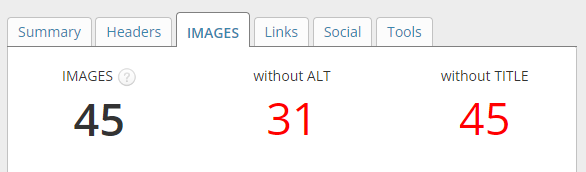 Summary Headers IMAGES Links Social Tools
IMAGES ? without ALT without TITLE
45 31 45